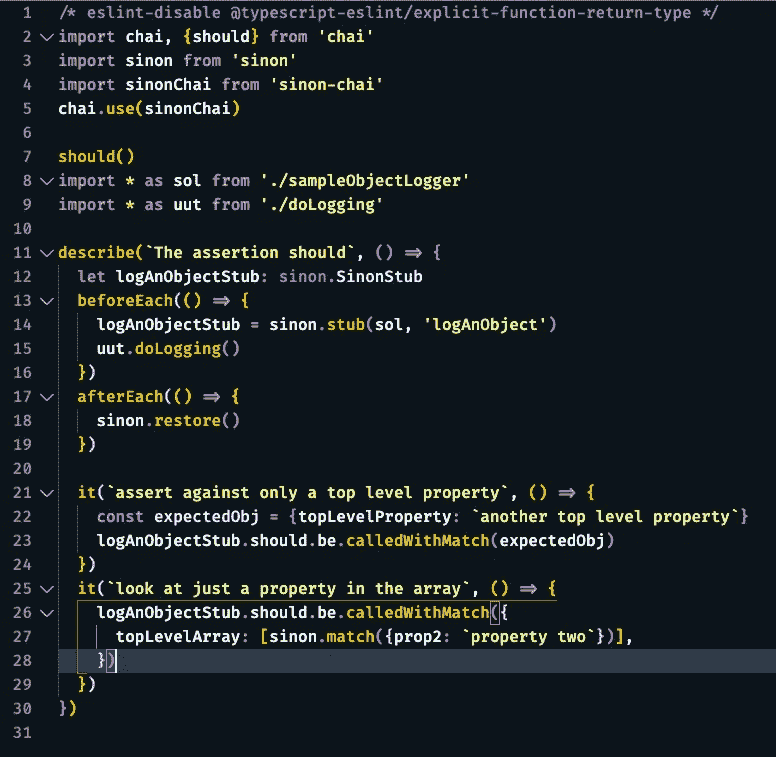 1 /* eslint-disable @typescript-eslint/explicit-function-return-type */
2 import chai, {should} from 'chai'
3 import sinon from 'sinon'
4 import sinonChai from 'sinon-chai'
5 chai.use(sinonChai)
6
7 should()
8 import * as sol from './sampleObjectLogger'
9 import * as uut from './doLogging'
10
11 describe(`The assertion should`, () => {
12   let logAnObjectStub: sinon.SinonStub
13   beforeEach(() => {
14     logAnObjectStub = sinon.stub(sol, 'logAnObject')
15     uut.doLogging()
16   })
17   afterEach(() => {
18     sinon.restore()
19   })
20
21   it(`assert against only a top level property`, () => {
22     const expectedObj = {topLevelProperty: `another top level property`}
23     logAnObjectStub.should.be.calledWithMatch(expectedObj)
24   })
25   it(`look at just a property in the array`, () => {
26     logAnObjectStub.should.be.calledWithMatch({
27       topLevelArray: [sinon.match({prop2: `property two`})],
28     })
29   })
30 })
31